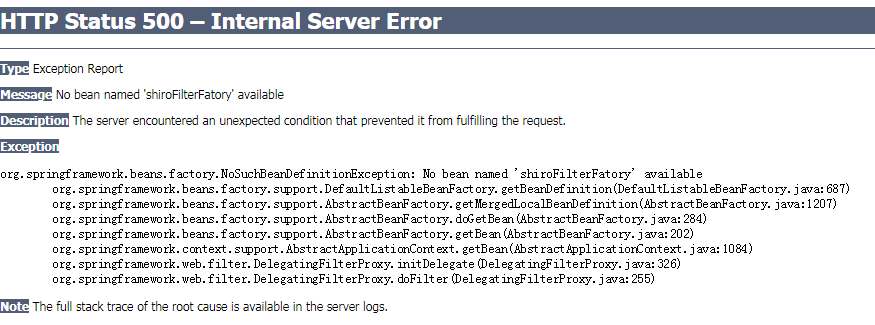 HTTP Status 500 – Internal Server Error
Type Exception Report
Message No bean named 'shiroFilterFatory' available
Description The server encountered an unexpected condition that prevented it from fulfilling the request.
Exception
org.springframework.beans.factory.NoSuchBeanDefinitionException: No bean named 'shiroFilterFatory' available
org.springframework.beans.factory.support.DefaultListableBeanFactory.getBeanDefinition(DefaultListableBeanFactory.java:687)
org.springframework.beans.factory.support.AbstractBeanFactory.getMergedLocalBeanDefinition(AbstractBeanFactory.java:1207)
org.springframework.beans.factory.support.AbstractBeanFactory.doGetBean(AbstractBeanFactory.java:284)
org.springframework.beans.factory.support.AbstractBeanFactory.getBean(AbstractBeanFactory.java:202)
org.springframework.context.support.AbstractApplicationContext.getBean(AbstractApplicationContext.java:1084)
org.springframework.web.filter.DelegatingFilterProxy.initDelegate(DelegatingFilterProxy.java:326)
org.springframework.web.filter.DelegatingFilterProxy.doFilter(DelegatingFilterProxy.java:255)
Note The full stack trace of the root cause is available in the server logs.